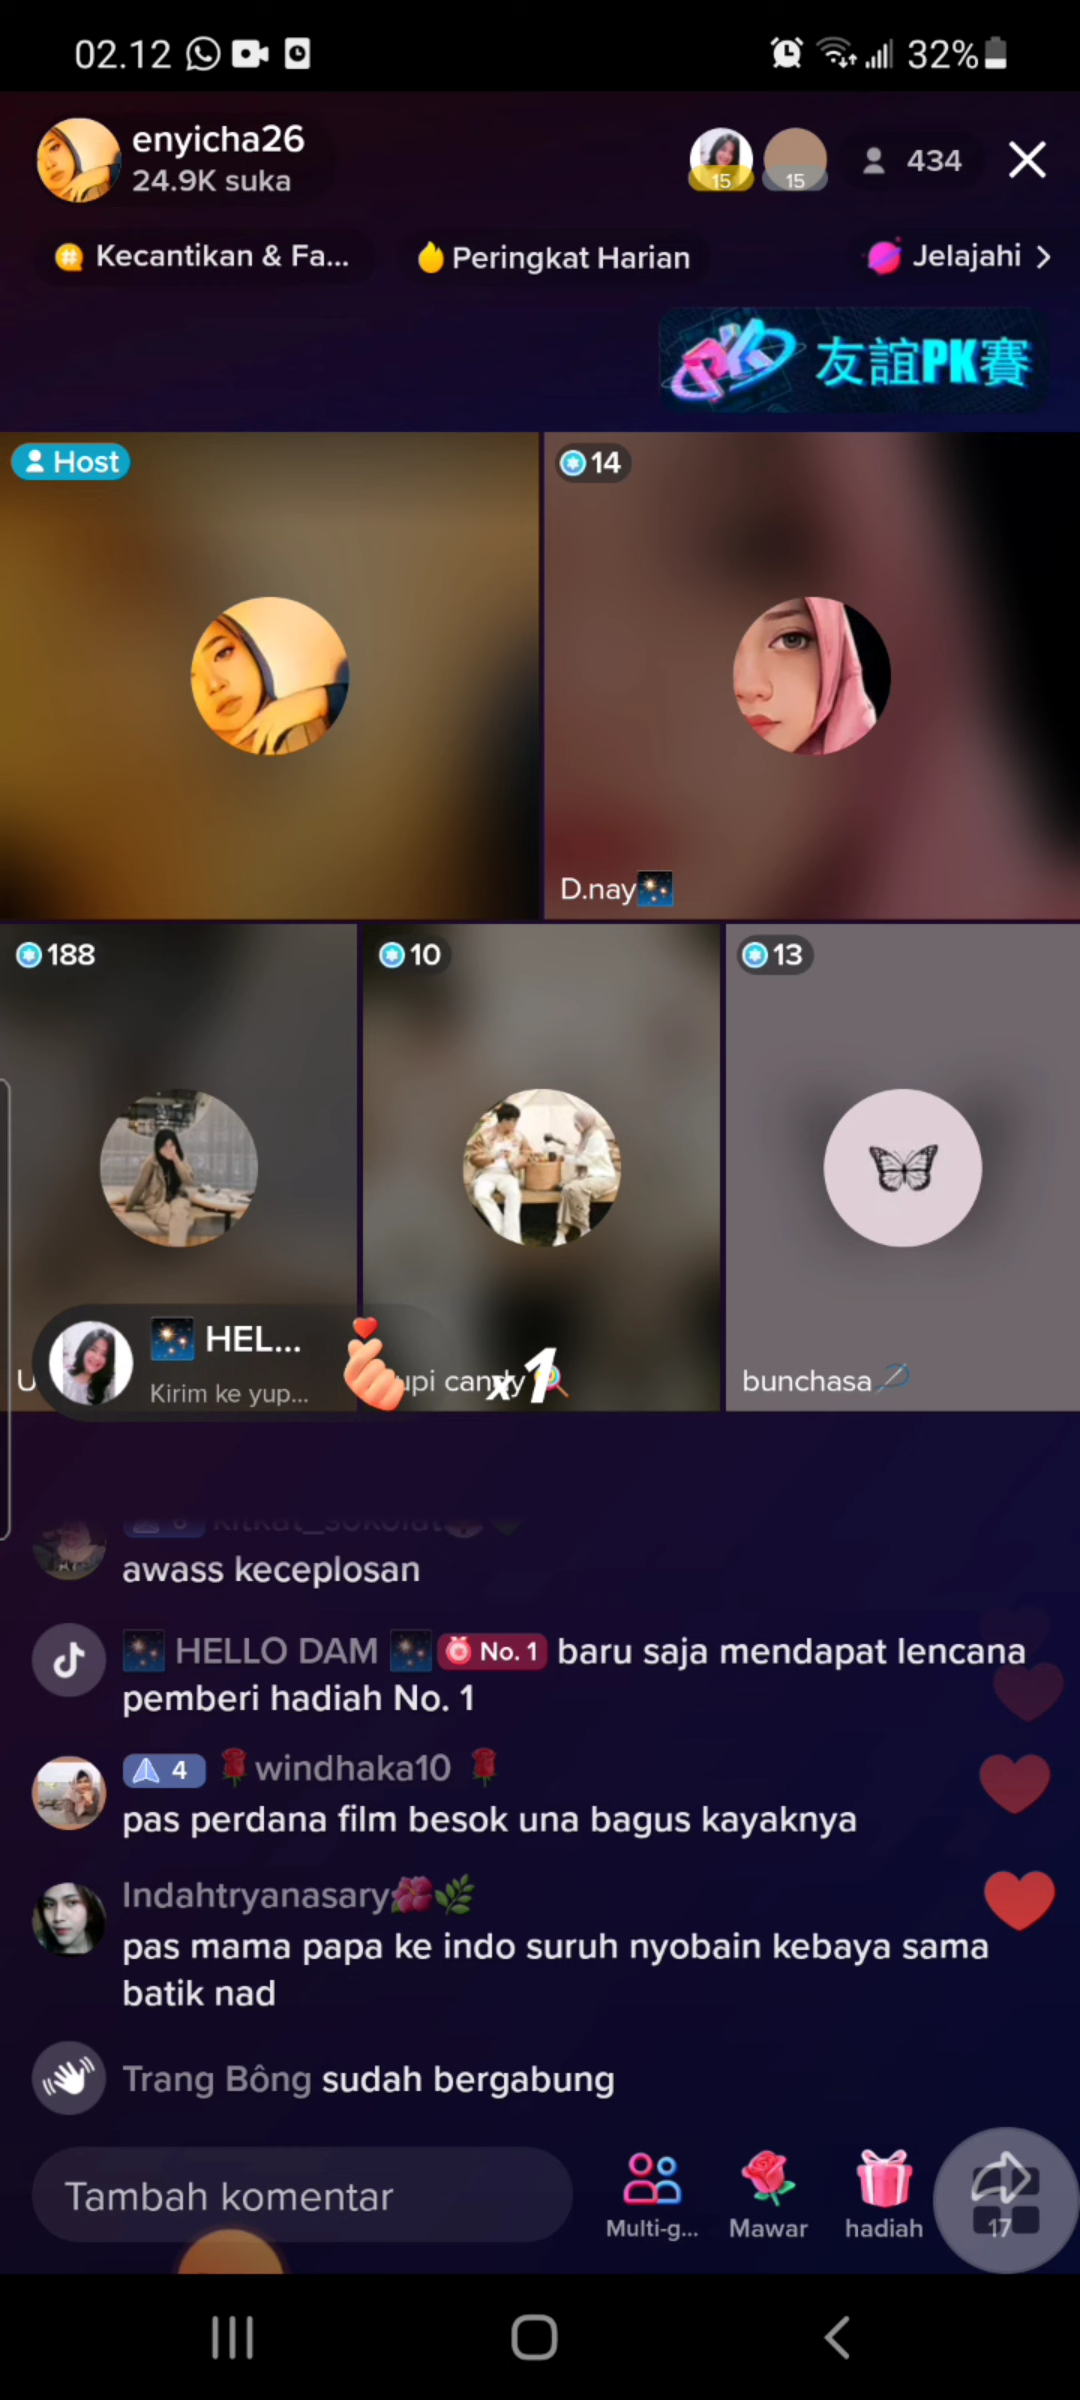 02.12
32%
enyicha26
24.9K suka
15
15
434
Kecantikan & Fa...
Peringkat Harian
Jelajahi >
PK
友誼PK賽
Host
14
D.nay
188
10
13
HEL...
Kirim ke yup...
x1
U
upi candy
bunchasa
awass keceplosan
HELLO DAM No. 1 baru saja mendapat lencana
pemberi hadiah No. 1
4 windhaka10
pas perdana film besok una bagus kayaknya
Indahtryanasary
pas mama papa ke indo suruh nyobain kebaya sama
batik nad
Trang Bông sudah bergabung
Tambah komentar
Multi-g...
Mawar
hadiah
17